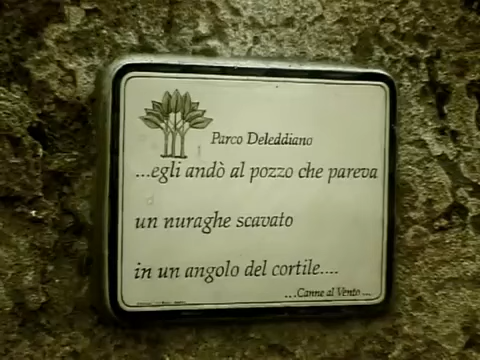 Parco Deleddiano
...egli andò al pozzo che pareva
un nuraghe scavato
in un angolo del cortile....
...Canne al Vento...